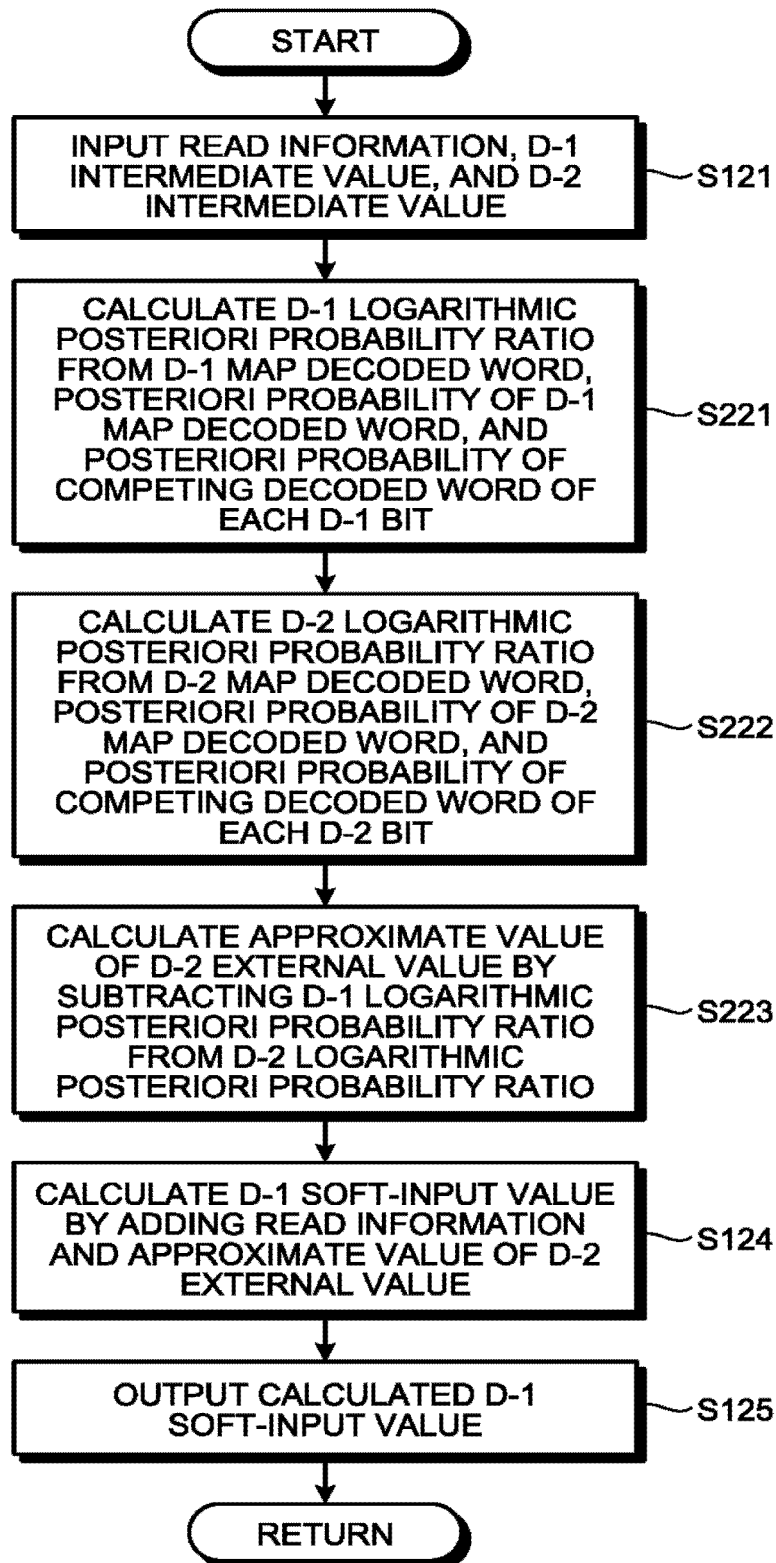 START
INPUT READ INFORMATION, D-1
INTERMEDIATE VALUE, AND D-2
INTERMEDIATE VALUE
S121
CALCULATE D-1 LOGARITHMIC
POSTERIORI PROBABILITY RATIO
FROM D-1 MAP DECODED WORD,
POSTERIORI PROBABILITY OF D-1
MAP DECODED WORD, AND
POSTERIORI PROBABILITY OF
COMPETING DECODED WORD OF
EACH D-1 BIT
S221
CALCULATE D-2 LOGARITHMIC
POSTERIORI PROBABILITY RATIO
FROM D-2 MAP DECODED WORD,
POSTERIORI PROBABILITY OF D-2
MAP DECODED WORD, AND
POSTERIORI PROBABILITY OF
COMPETING DECODED WORD OF
EACH D-2 BIT
S222
CALCULATE APPROXIMATE VALUE
OF D-2 EXTERNAL VALUE BY
SUBTRACTING D-1 LOGARITHMIC
POSTERIORI PROBABILITY RATIO
FROM D-2 LOGARITHMIC
POSTERIORI PROBABILITY RATIO
S223
CALCULATE D-1 SOFT-INPUT VALUE
BY ADDING READ INFORMATION
AND APPROXIMATE VALUE OF D-2
EXTERNAL VALUE
S124
OUTPUT CALCULATED D-1
SOFT-INPUT VALUE
S125
RETURN